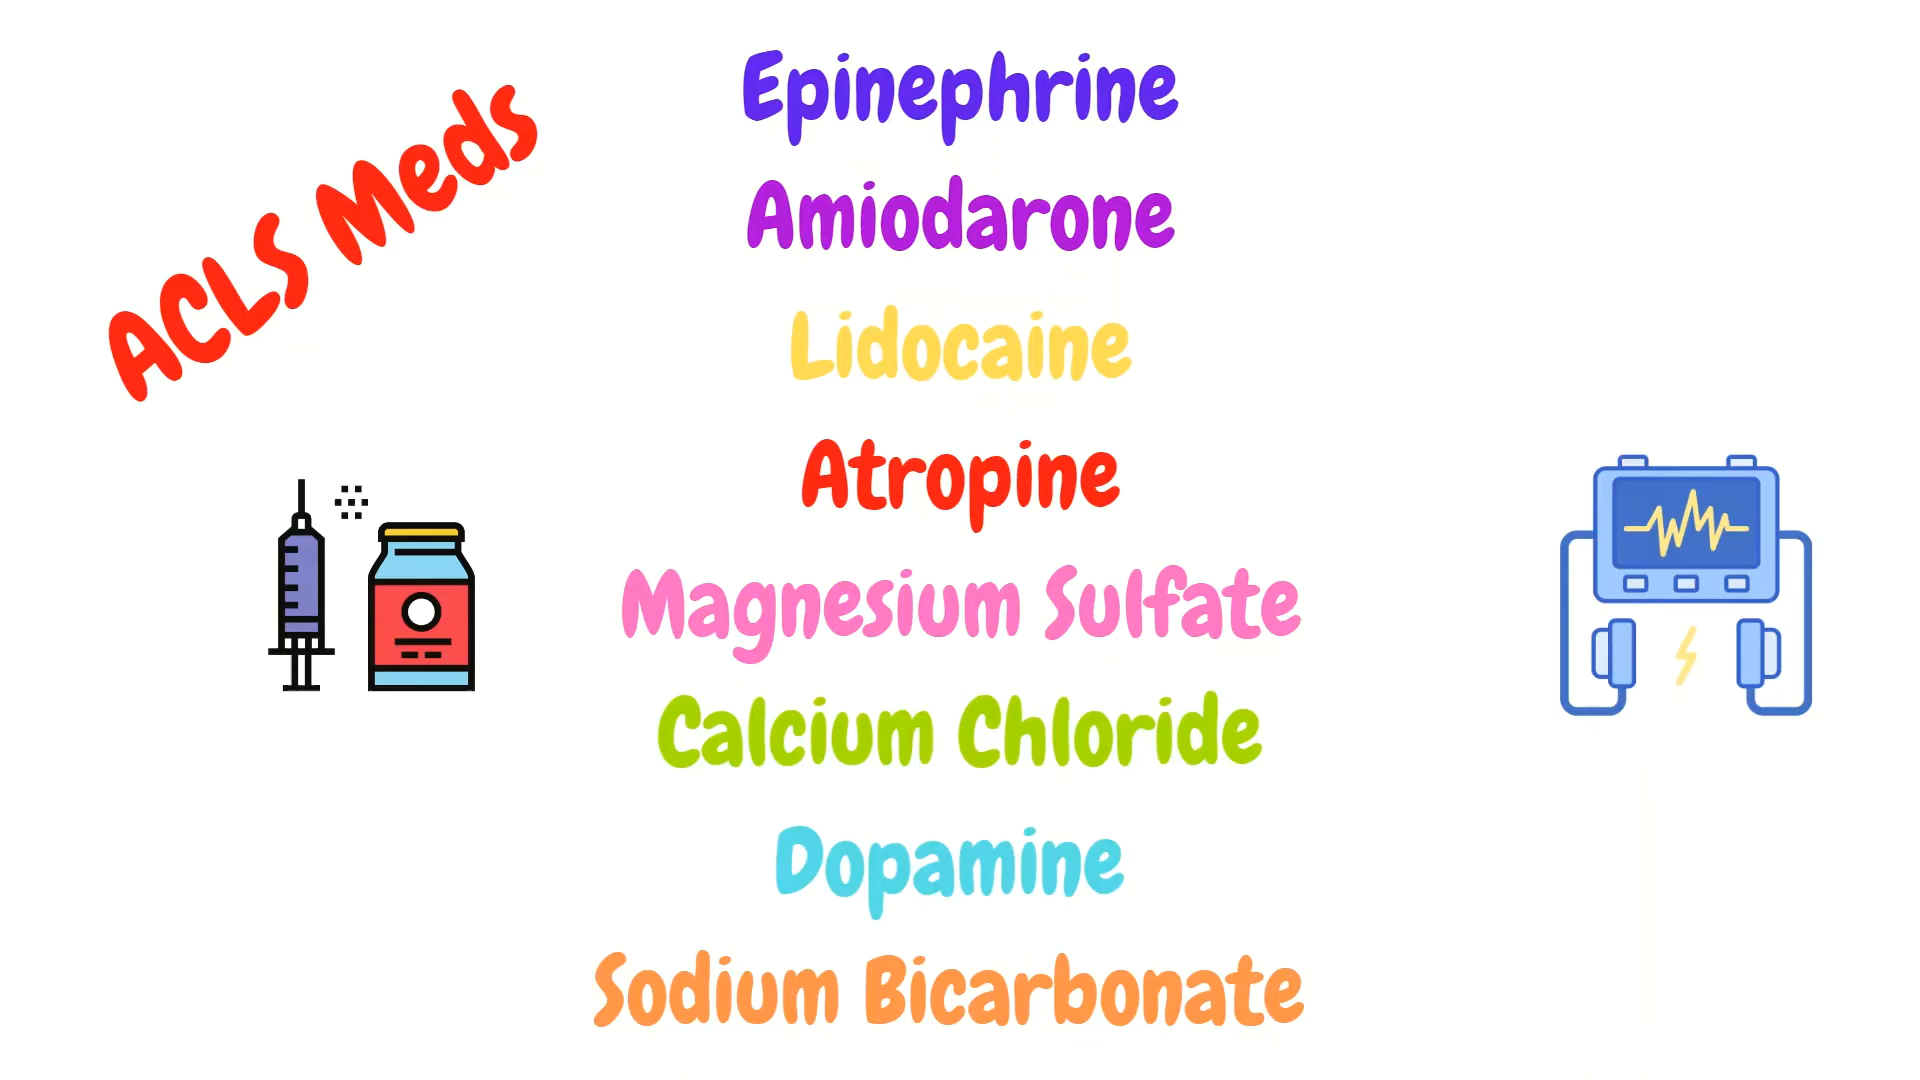 ACLS Meds
Epinephrine
Amiodarone
Lidocaine
Atropine
Magnesium Sulfate
Calcium Chloride
Dopamine
Sodium Bicarbonate